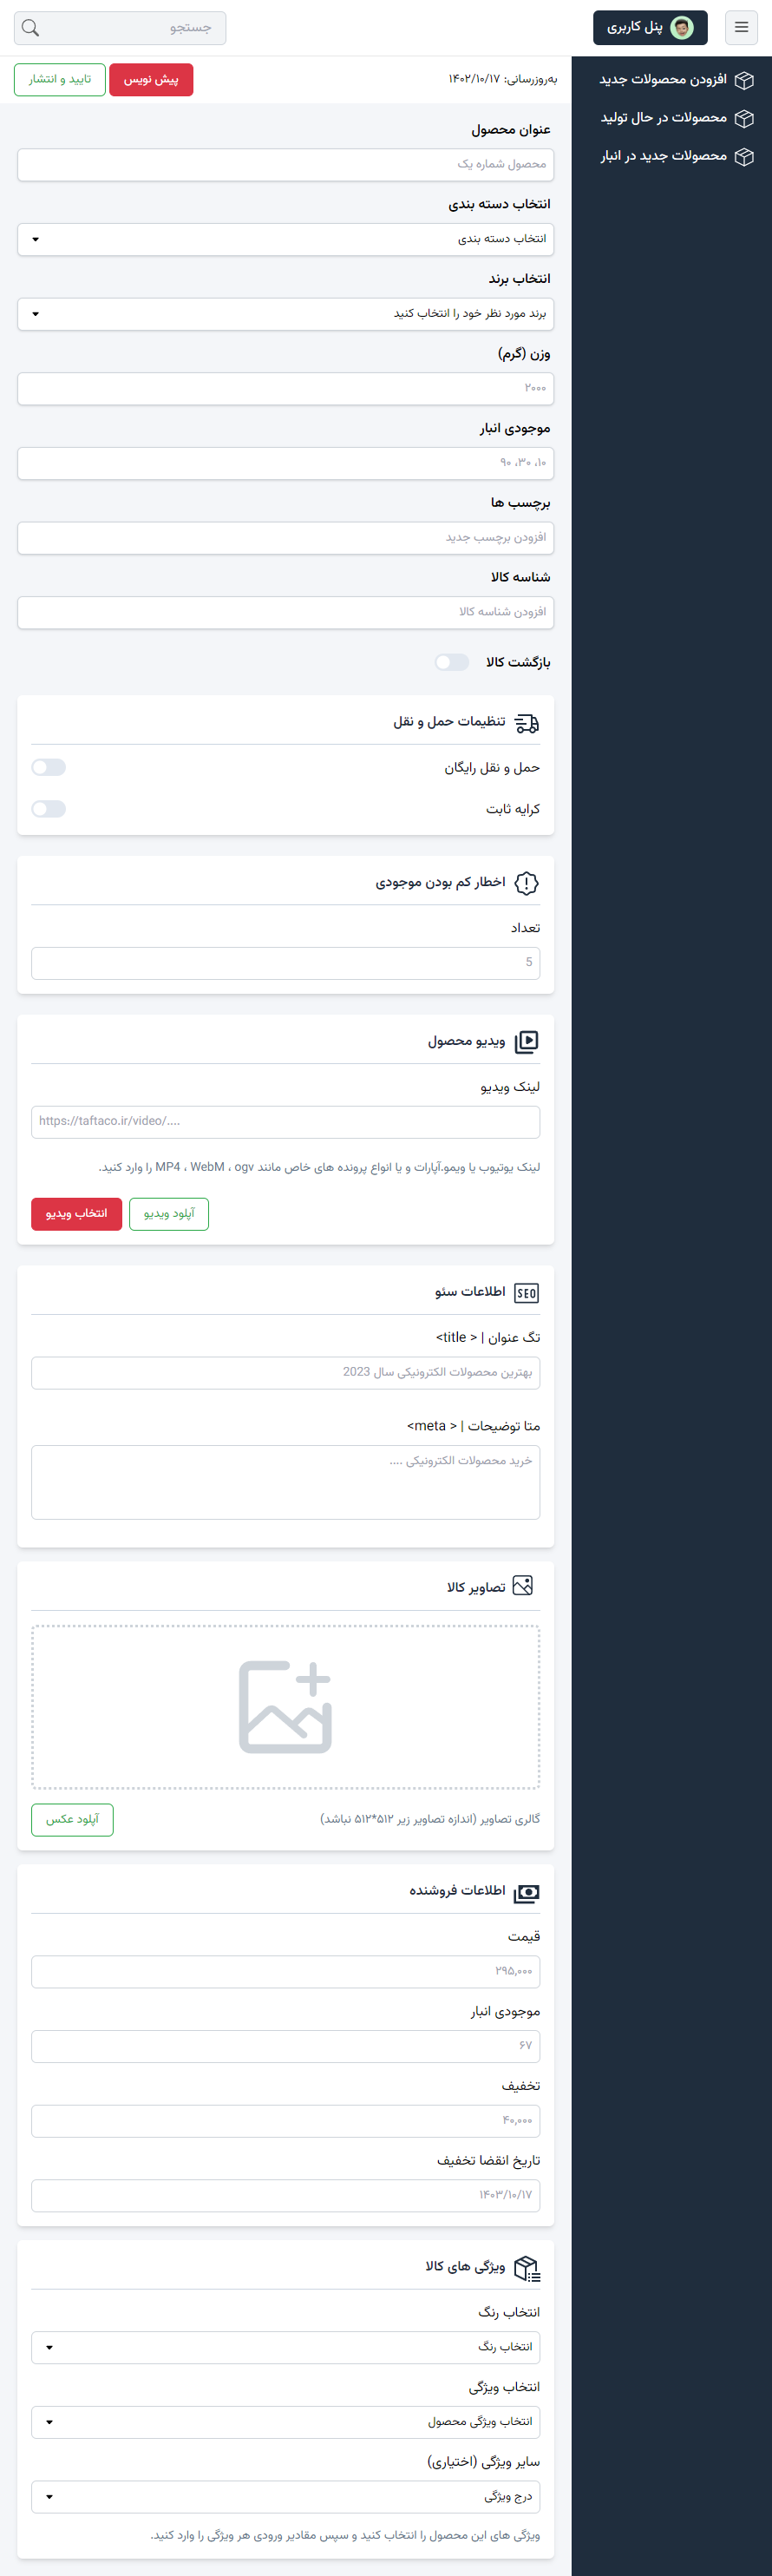 پنل کاربری
جستجو
افزودن محصولات جدید
محصولات در حال تولید
محصولات جدید در انبار
به‌روزرسانی: ۱۴۰۲/۱۰/۱۷
پیش نویس
تایید و انتشار
عنوان محصول
محصول شماره یک
انتخاب دسته بندی
انتخاب دسته بندی
انتخاب برند
برند مورد نظر خود را انتخاب کنید
وزن (گرم)
۲۰۰۰
موجودی انبار
۱۰، ۳۰، ۹۰
برچسب ها
افزودن برچسب جدید
شناسه کالا
افزودن شناسه کالا
بازگشت کالا
تنظیمات حمل و نقل
حمل و نقل رایگان
کرایه ثابت
اخطار کم بودن موجودی
تعداد
5
ویدیو محصول
لینک ویدیو
https://taftaco.ir/video/....
لینک یوتیوب یا ویمو.آپارات و یا انواع پرونده های خاص مانند MP4 ، WebM ، ogv را وارد کنید.
آپلود ویدیو
انتخاب ویدیو
SEO
اطلاعات سئو
تگ عنوان | < title>
بهترین محصولات الکترونیکی سال 2023
متا توضیحات | < meta>
خرید محصولات الکترونیکی ....
تصاویر کالا
گالری تصاویر (اندازه تصاویر زیر ۵۱۲*۵۱۲ نباشد)
آپلود عکس
اطلاعات فروشنده
قیمت
۲۹۵,۰۰۰
موجودی انبار
۶۷
تخفیف
۴۰,۰۰۰
تاریخ انقضا تخفیف
۱۴۰۳/۱۰/۱۷
ویژگی های کالا
انتخاب رنگ
انتخاب رنگ
انتخاب ویژگی
انتخاب ویژگی محصول
سایر ویژگی (اختیاری)
درج ویژگی
ویژگی های این محصول را انتخاب کنید و سپس مقادیر ورودی هر ویژگی را وارد کنید.